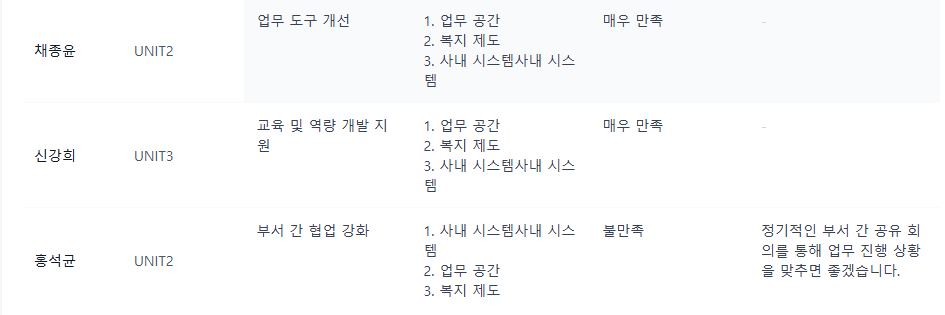 채종윤
UNIT2
업무 도구 개선
1. 업무 공간
2. 복지 제도
3. 사내 시스템사내 시스
템
매우 만족
-
신강희
UNIT3
교육 및 역량 개발 지
원
1. 업무 공간
2. 복지 제도
3. 사내 시스템사내 시스
템
매우 만족
-
홍석균
UNIT2
부서 간 협업 강화
1. 사내 시스템사내 시스
템
2. 업무 공간
3. 복지 제도
불만족
정기적인 부서 간 공유 회
의를 통해 업무 진행 상황
을 맞추면 좋겠습니다.